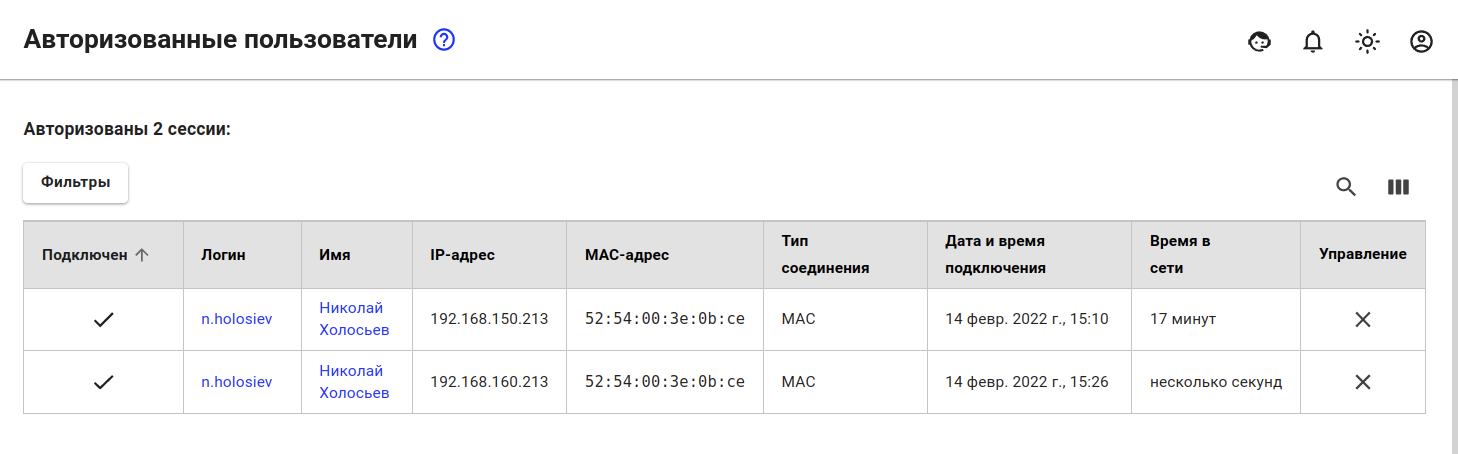 Авторизованные пользователи
Авторизованы 2 сессии:
Фильтры
Подключен Логин Имя IP-адрес MAC-адрес Тип соединения Дата и время подключения Время в сети Управление
n.holosiev Николай Холосьев 192.168.150.213 52:54:00:3e:0b:ce MAC 14 февр. 2022 г., 15:10 17 минут
n.holosiev Николай Холосьев 192.168.160.213 52:54:00:3e:0b:ce MAC 14 февр. 2022 г., 15:26 несколько секунд